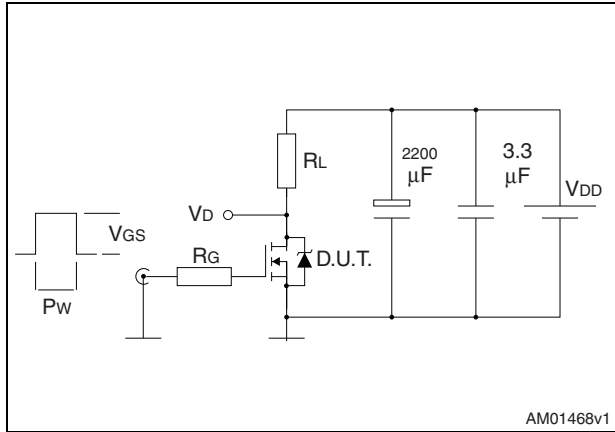 RL
2200
μF
3.3
μF
VDD
VD
VGS
RG
D.U.T.
PW
AM01468v1